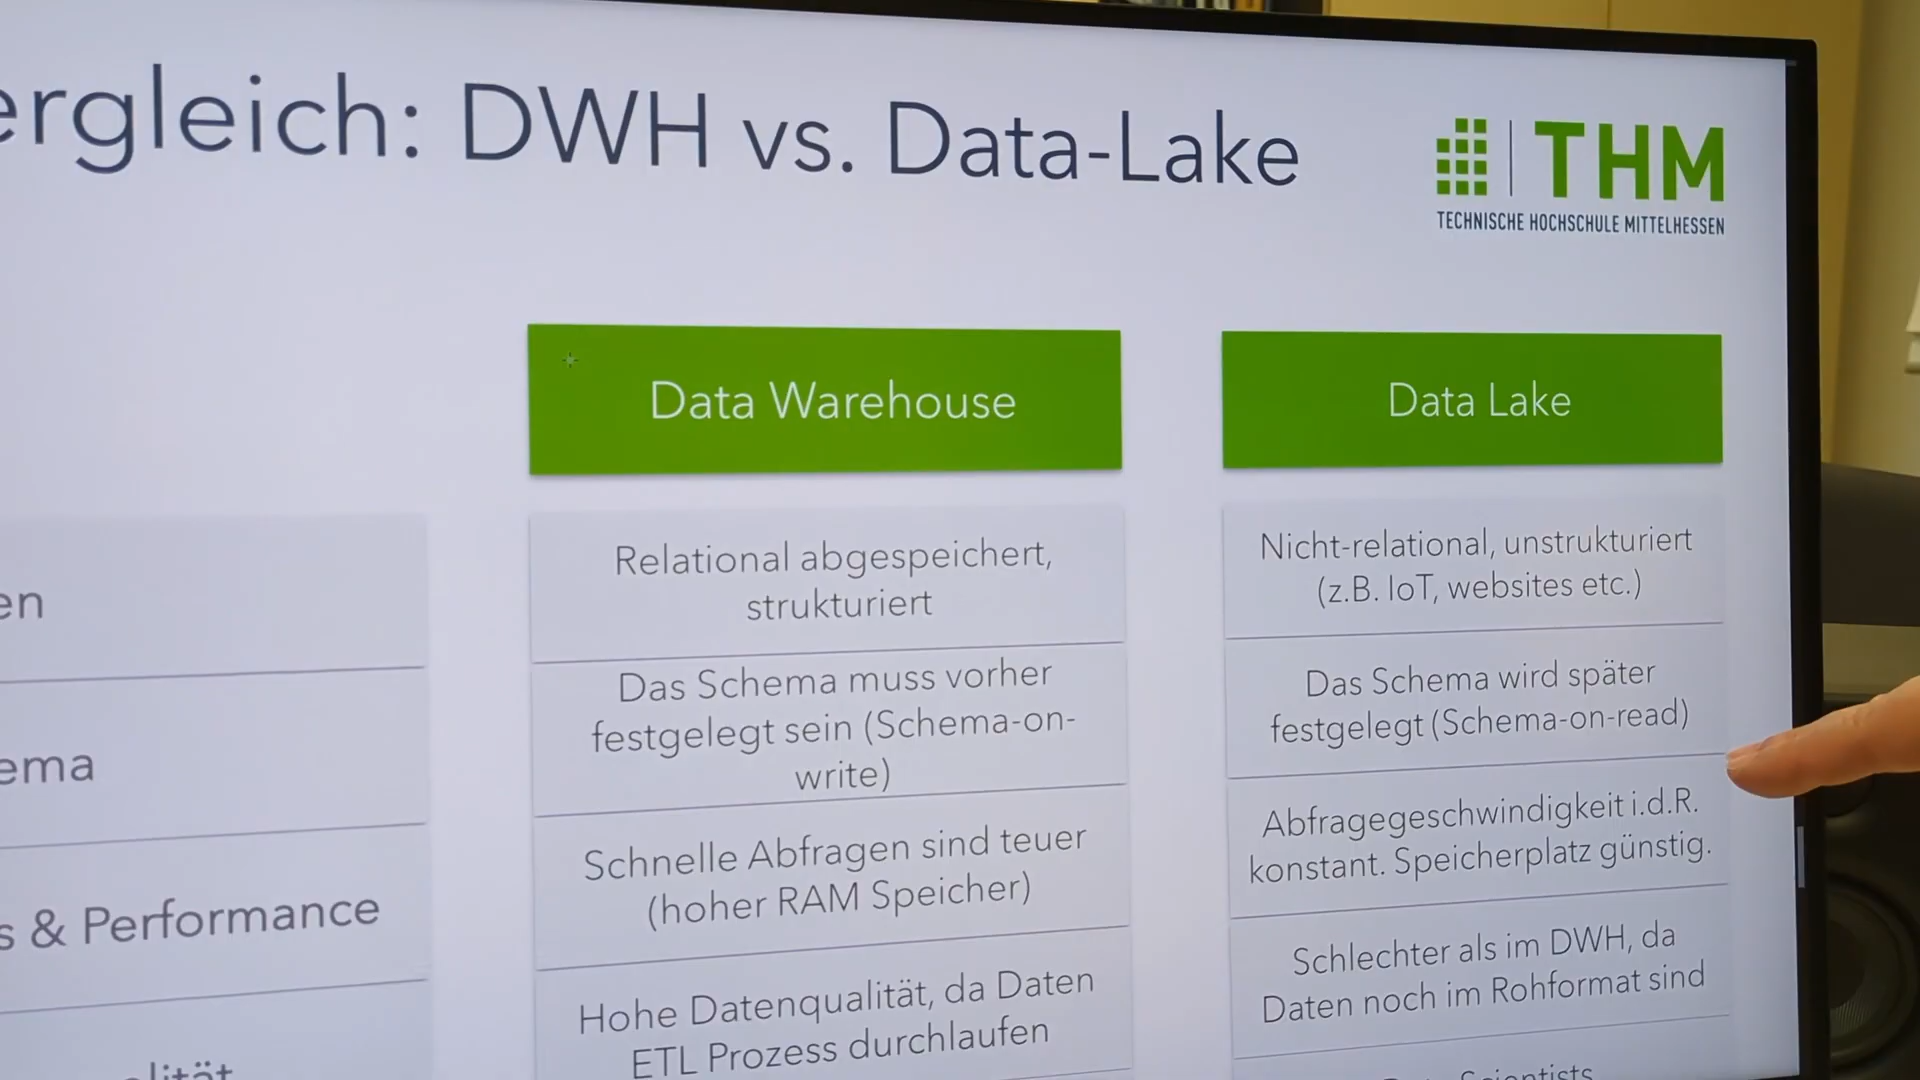 ergleich: DWH vs. Data-Lake
THM
TECHNISCHE HOCHSCHULE MITTELHESSEN
Data Warehouse
Data Lake
en
Relational abgespeichert,
strukturiert
Nicht-relational, unstrukturiert
(z.B. IoT, websites etc.)
ema
Das Schema muss vorher
festgelegt sein (Schema-on-
write)
Das Schema wird später
festgelegt (Schema-on-read)
s & Performance
Schnelle Abfragen sind teuer
(hoher RAM Speicher)
Abfragegeschwindigkeit i.d.R.
konstant. Speicherplatz günstig.
lität
Hohe Datenqualität, da Daten
ETL Prozess durchlaufen
Schlechter als im DWH, da
Daten noch im Rohformat sind
Scientists